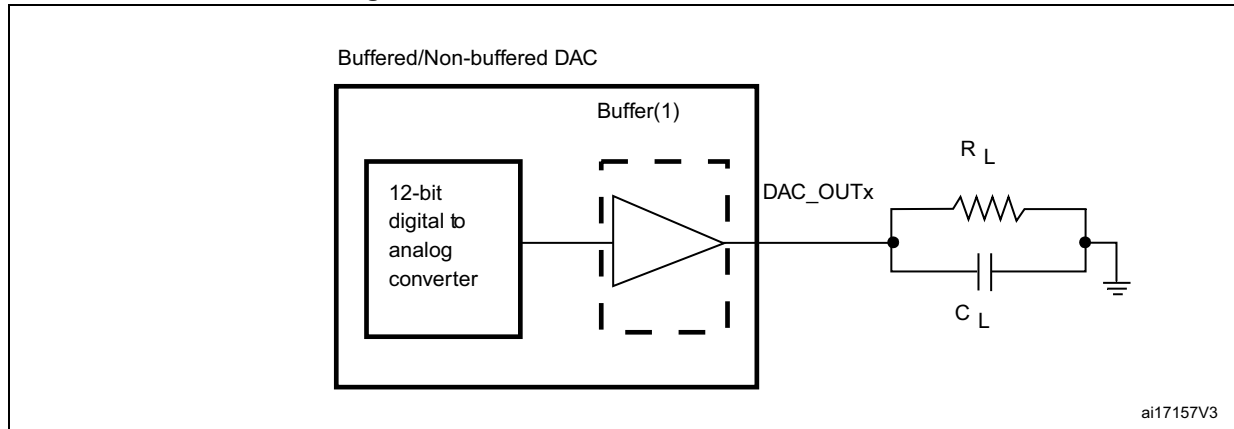 Buffered/Non-buffered DAC
Buffer(1)
12-bit
digital to
analog
converter
DAC_OUTx
R L
C L
ai17157V3